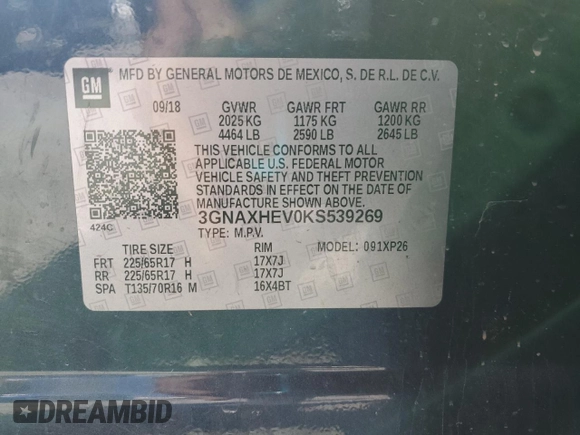 GM
MFD BY GENERAL MOTORS DE MEXICO, S. DE R.L. DE C.V.
09/18 GVWR GAWR FRT GAWR RR
2025 KG 1175 KG 1200 KG
4464 LB 2590 LB 2645 LB
THIS VEHICLE CONFORMS TO ALL
APPLICABLE U.S. FEDERAL MOTOR
VEHICLE SAFETY AND THEFT PREVENTION
STANDARDS IN EFFECT ON THE DATE OF
MANUFACTURE SHOWN ABOVE.
3GNAXHEV0KS539269
424C TYPE: M.P.V.
TIRE SIZE RIM MODEL: 091XP26
FRT 225/65R17 H 17X7J
RR 225/65R17 H 17X7J
SPA T135/70R16 M 16X4BT
DREAMBID